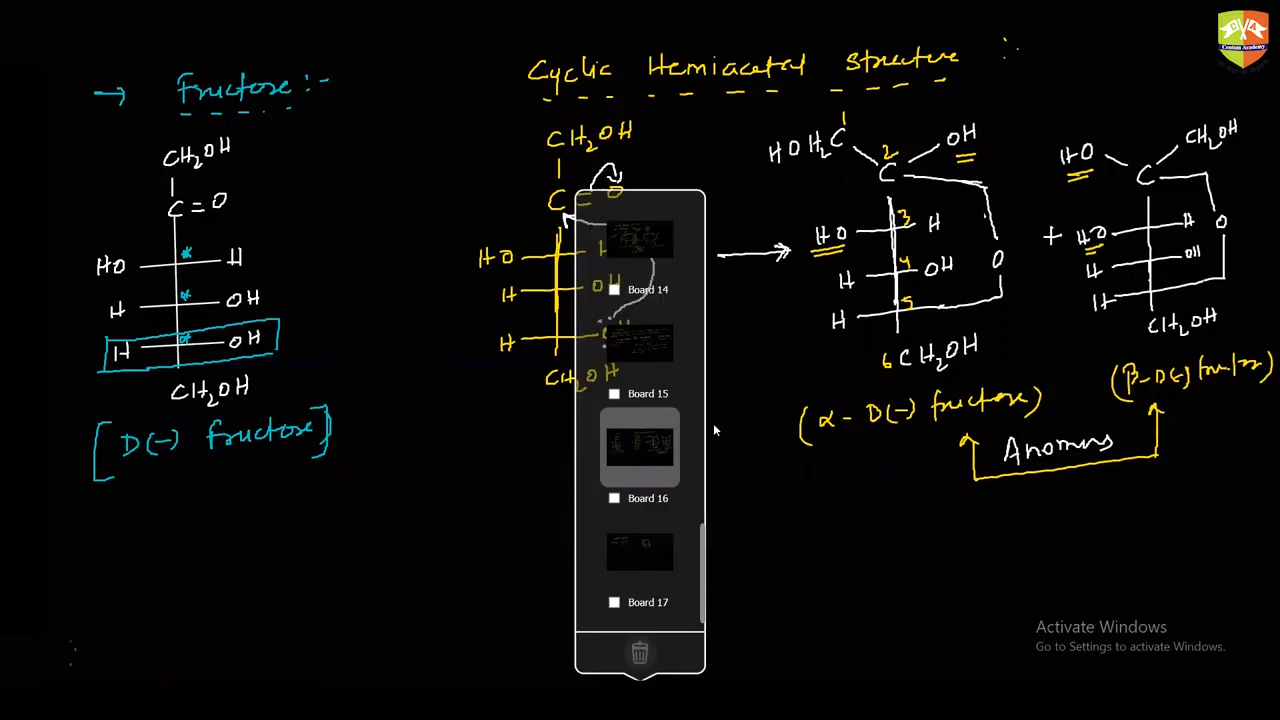 → Fructose :-
CH2OH
C = O
HO H
H OH
H OH
CH2OH
[D(-) fructose]
Cyclic Hemiacetal Structure :
CH2OH
C = O
HO H
H OH
H OH
CH2OH
1
HOH2C OH
2
C
3
HO H
4
H OH
O
5
H
6 CH2OH
(α - D(-) fructose)
+
HO CH2OH
C
HO H
O
H OH
H
CH2OH
(β-D(-) fructose)
Anomers
Board 14
Board 15
Board 16
Board 17
C A
Centum Academy
Activate Windows
Go to Settings to activate Windows.